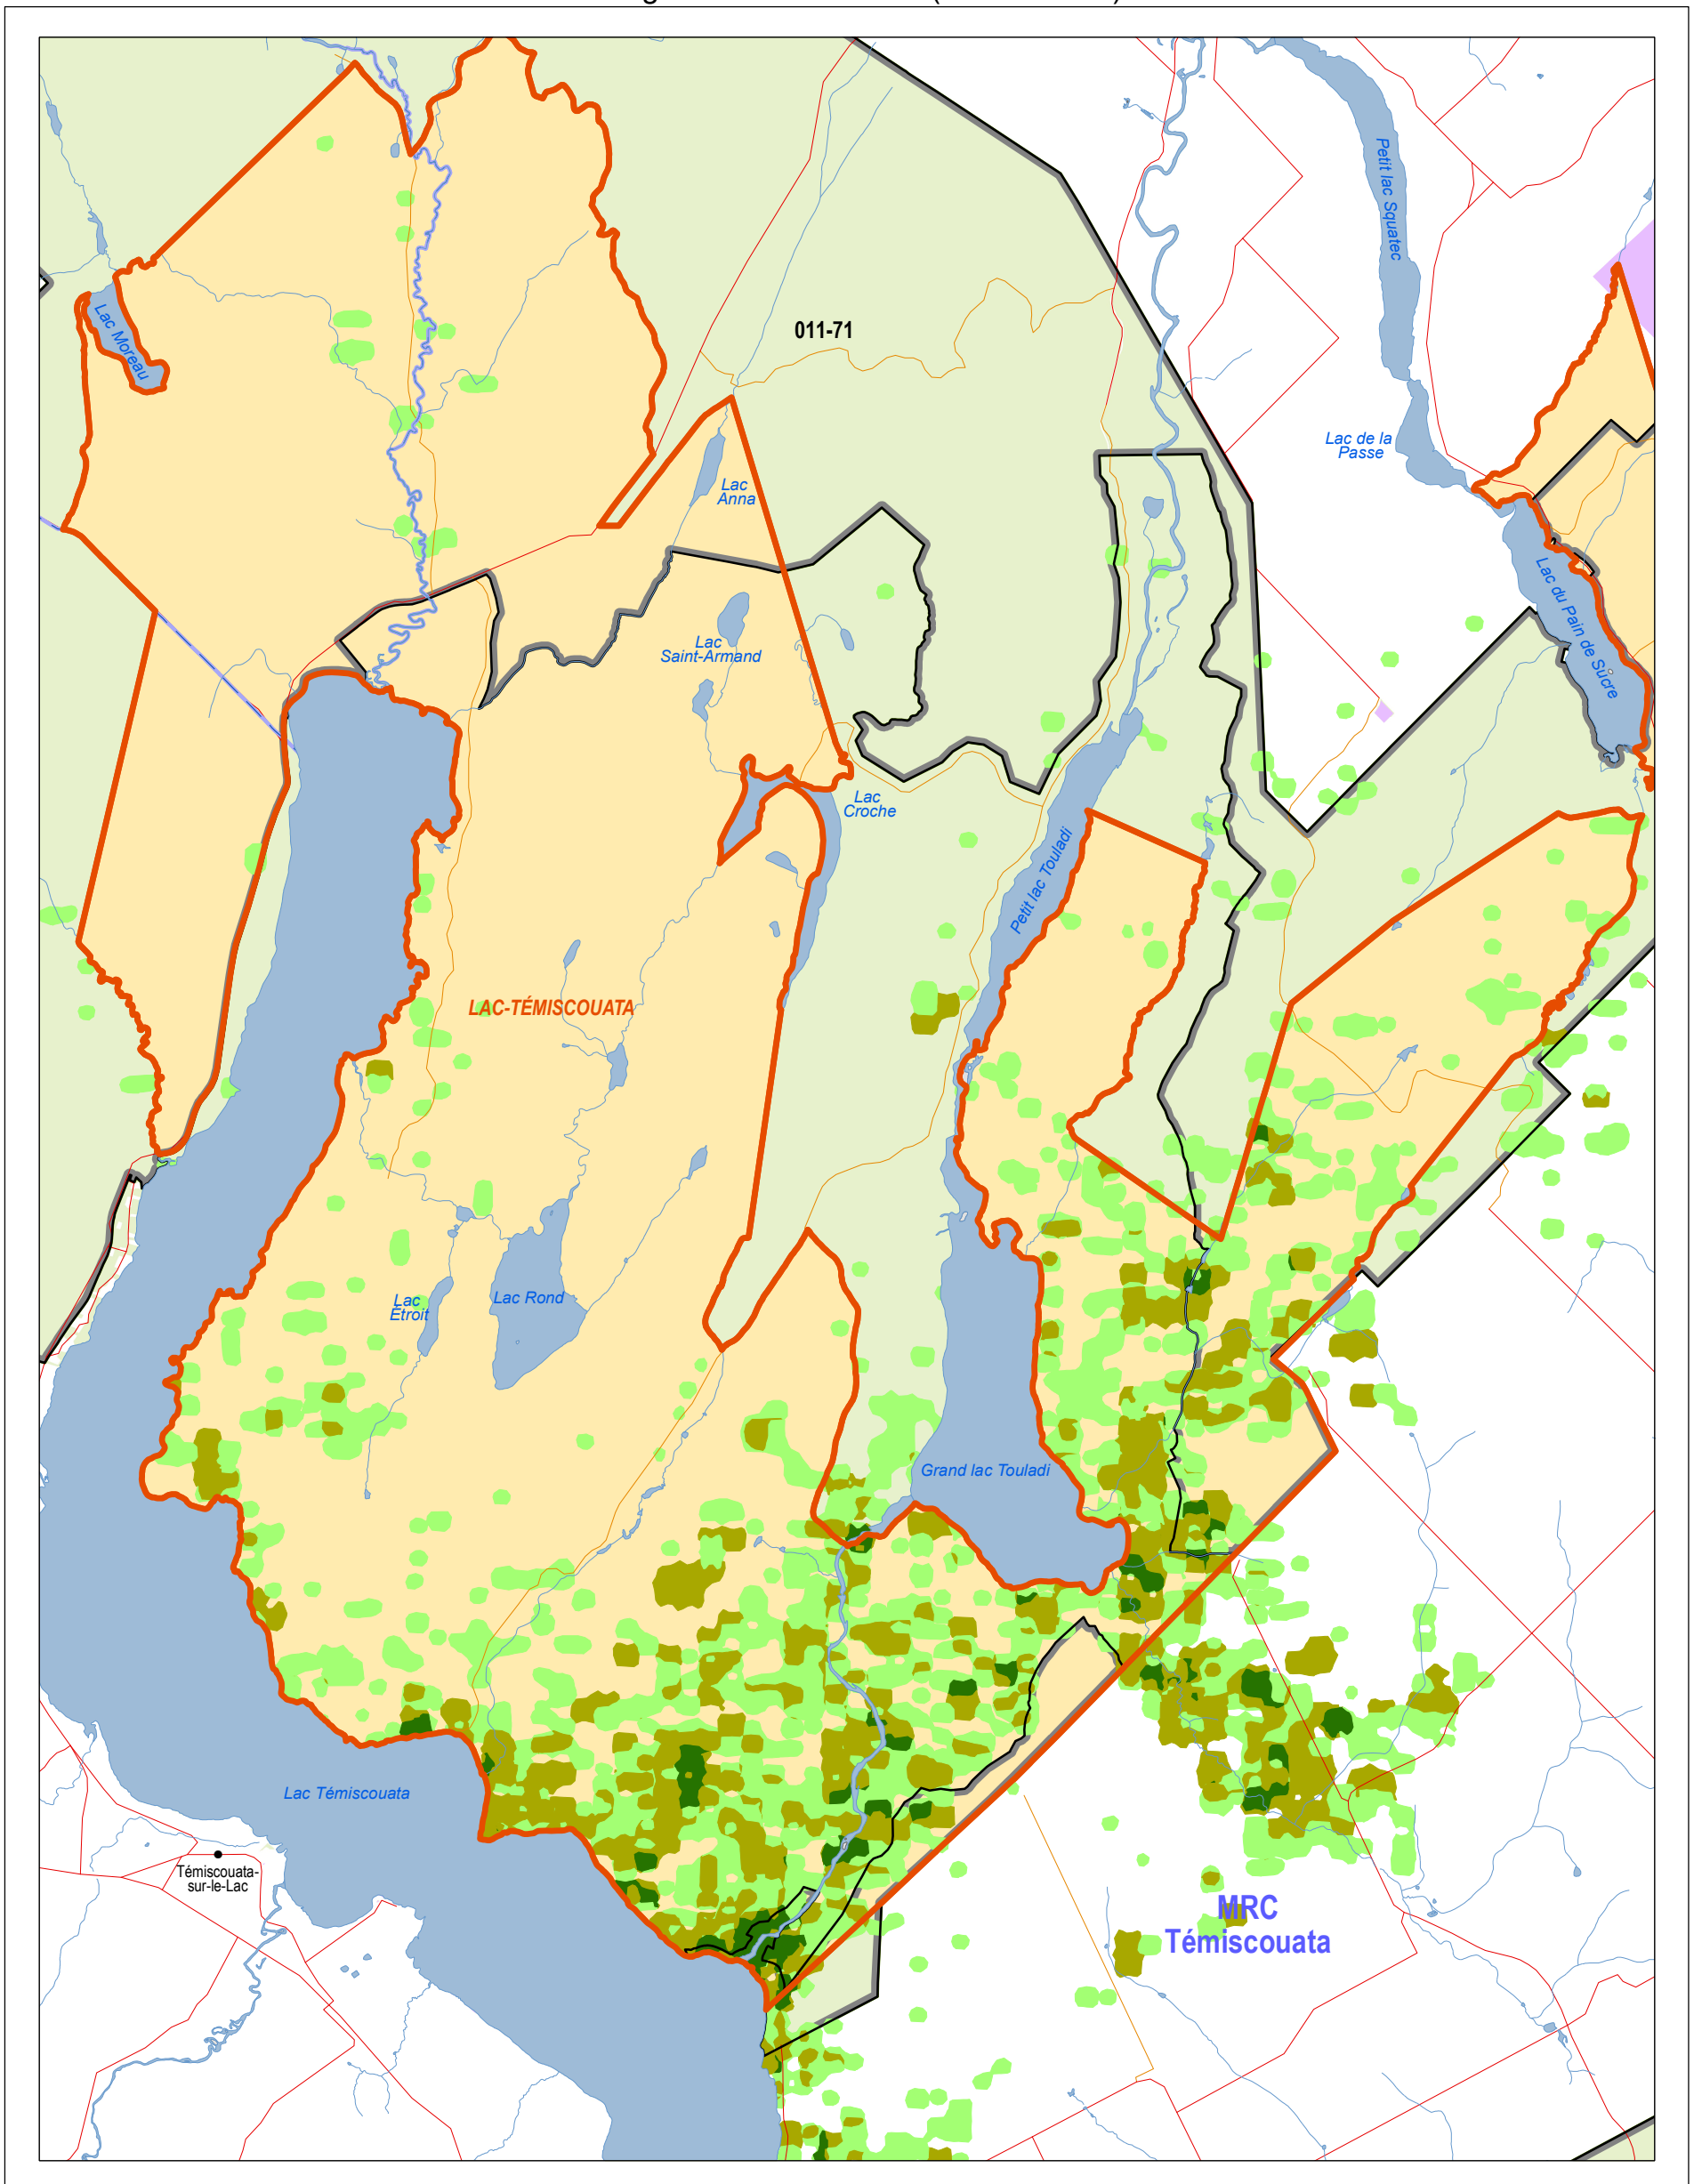 Petit lac Squatec
Lac Moreau
011-71
Lac de la
Passe
Lac
Anna
Lac du Pain de Sucre
Lac
Saint-Armand
Lac
Croche
Petit lac Touladi
LAC-TÉMISCOUATA
Lac
Étroit
Lac Rond
Grand lac Touladi
Lac Témiscouata
Témiscouata-
sur-le-Lac
MRC
Témiscouata